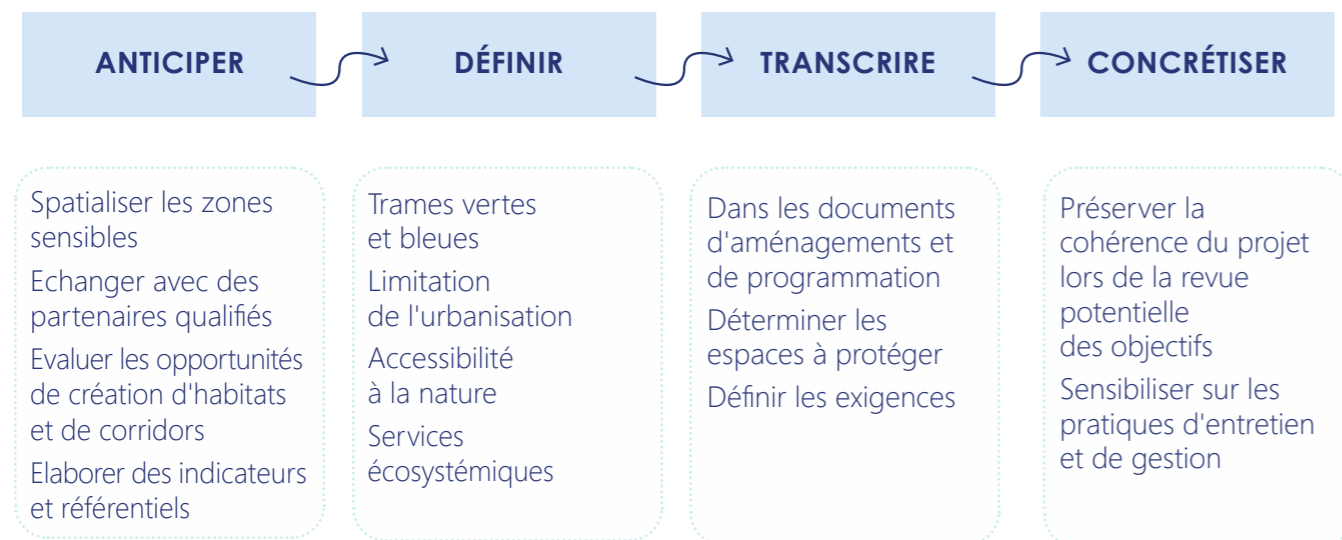 ANTICIPER
DÉFINIR
TRANSCRIRE
CONCRÉTISER
Spatialiser les zones
sensibles
Echanger avec des
partenaires qualifiés
Evaluer les opportunités
de création d'habitats
et de corridors
Elaborer des indicateurs
et référentiels
Trames vertes
et bleues
Limitation
de l'urbanisation
Accessibilité
à la nature
Services
écosystémiques
Dans les documents
d'aménagements et
de programmation
Déterminer les
espaces à protéger
Définir les exigences
Préserver la
cohérence du projet
lors de la revue
potentielle
des objectifs
Sensibiliser sur les
pratiques d'entretien
et de gestion